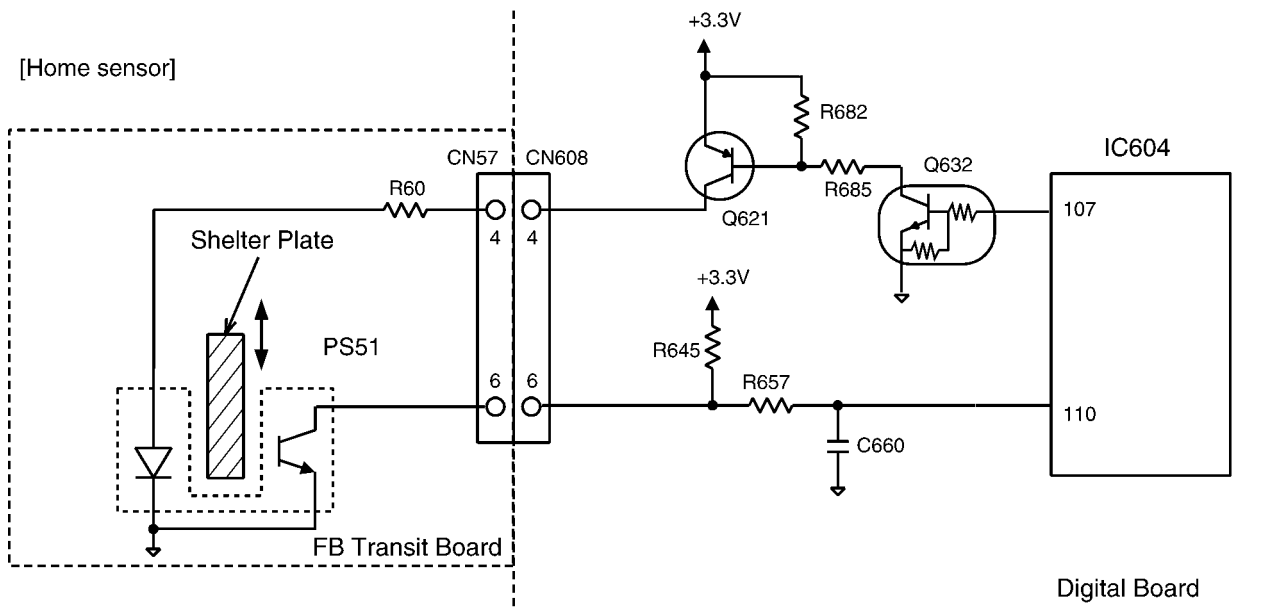 +3.3V
[Home sensor]
R682
CN57
CN608
IC604
Q632
R60
R685
4
4
Q621
107
Shelter Plate
+3.3V
PS51
R645
6
6
R657
110
C660
FB Transit Board
Digital Board